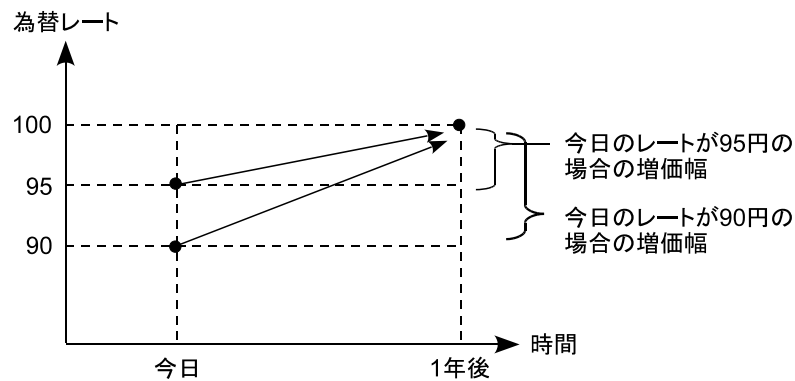 為替レート
100
95
90
今日のレートが95円の
場合の増価幅
今日のレートが90円の
場合の増価幅
時間
今日
1年後